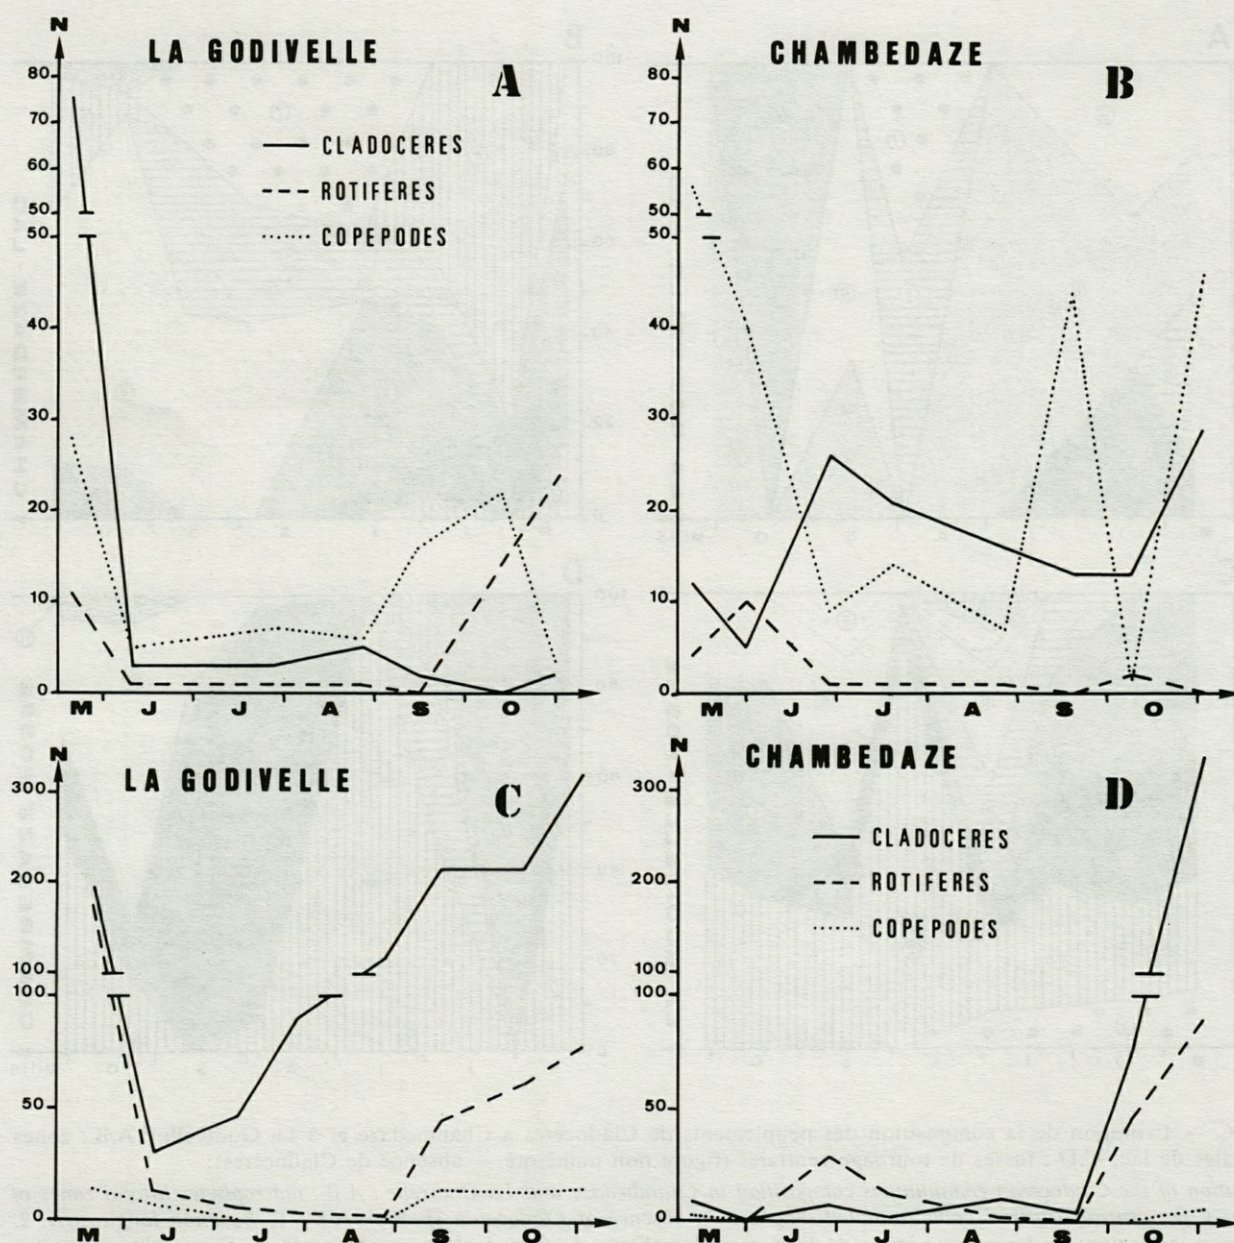 N
LA GODIVELLE
A
80
70
60
50
50
40
30
20
10
0
CLADOCERES
ROTIFERES
COPEPODES
M J J A S O
N
CHAMBEDAZE
B
80
70
60
50
50
40
30
20
10
0
M J J A S O
N
LA GODIVELLE
C
300
200
100
100
50
0
M J J A S O
N
CHAMBEDAZE
D
300
200
100
100
50
0
CLADOCERES
ROTIFERES
COPEPODES
M J J A S O